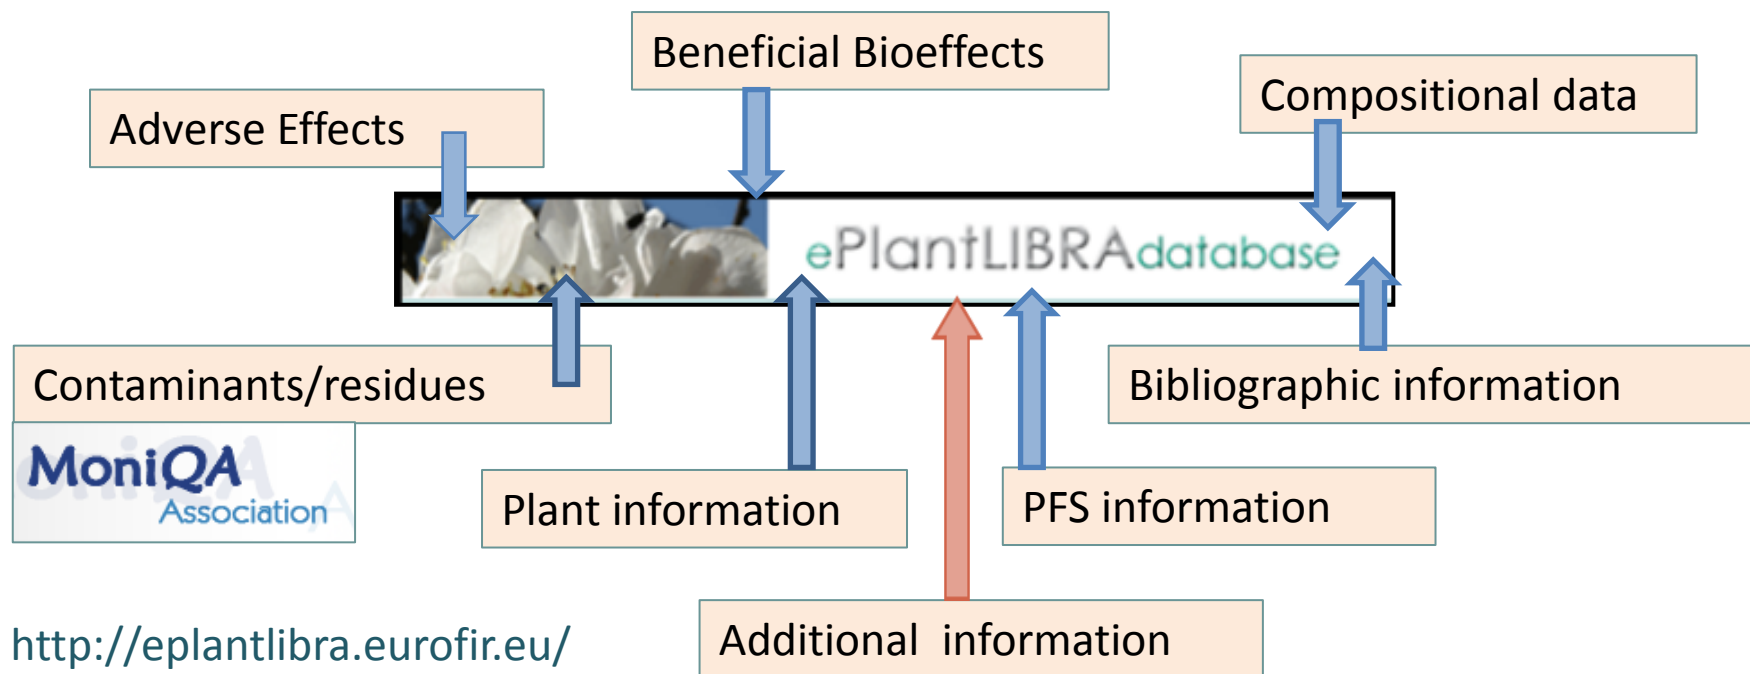 Beneficial Bioeffects
Compositional data
Adverse Effects
ePlantLIBRAdatabase
Contaminants/residues
Bibliographic information
MoniQA
Association
Plant information
PFS information
Additional information
http://eplantlibra.eurofir.eu/